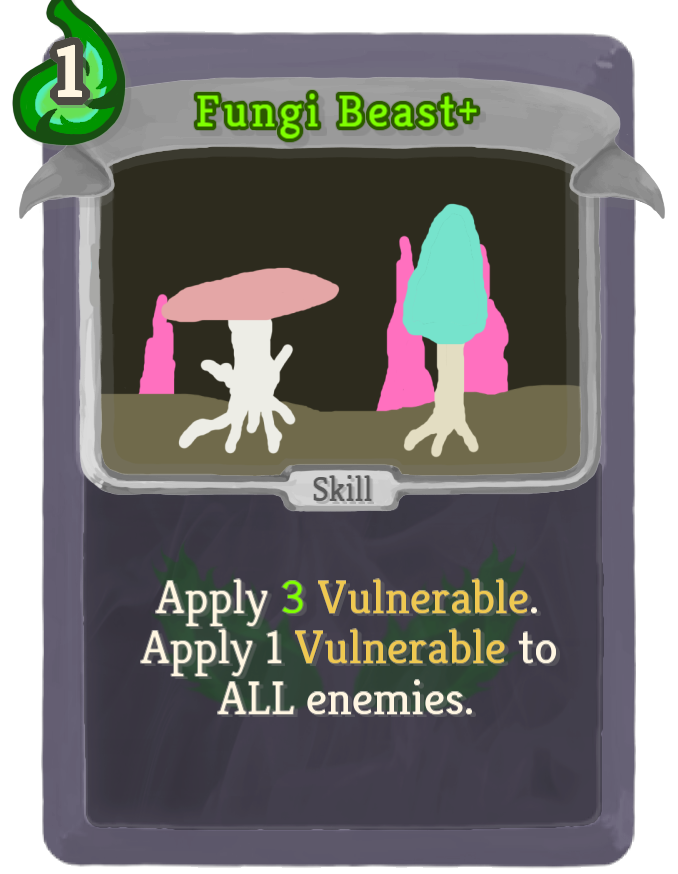 1
Fungi Beast+
Skill
Apply 3 Vulnerable.
Apply 1 Vulnerable to
ALL enemies.